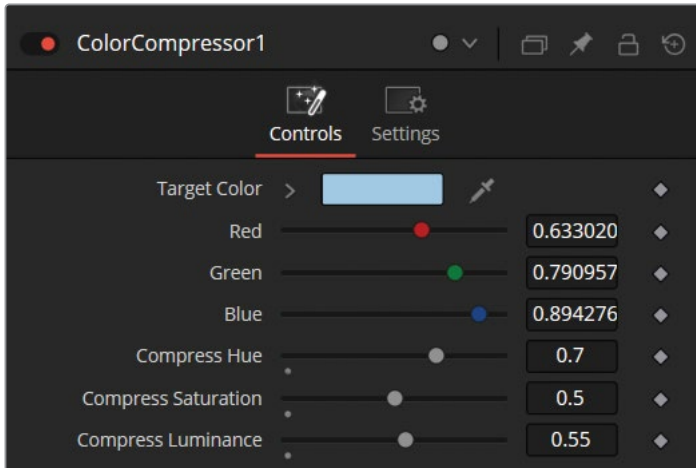 ColorCompressor1
Controls Settings
Target Color
Red 0.633020
Green 0.790957
Blue 0.894276
Compress Hue 0.7
Compress Saturation 0.5
Compress Luminance 0.55